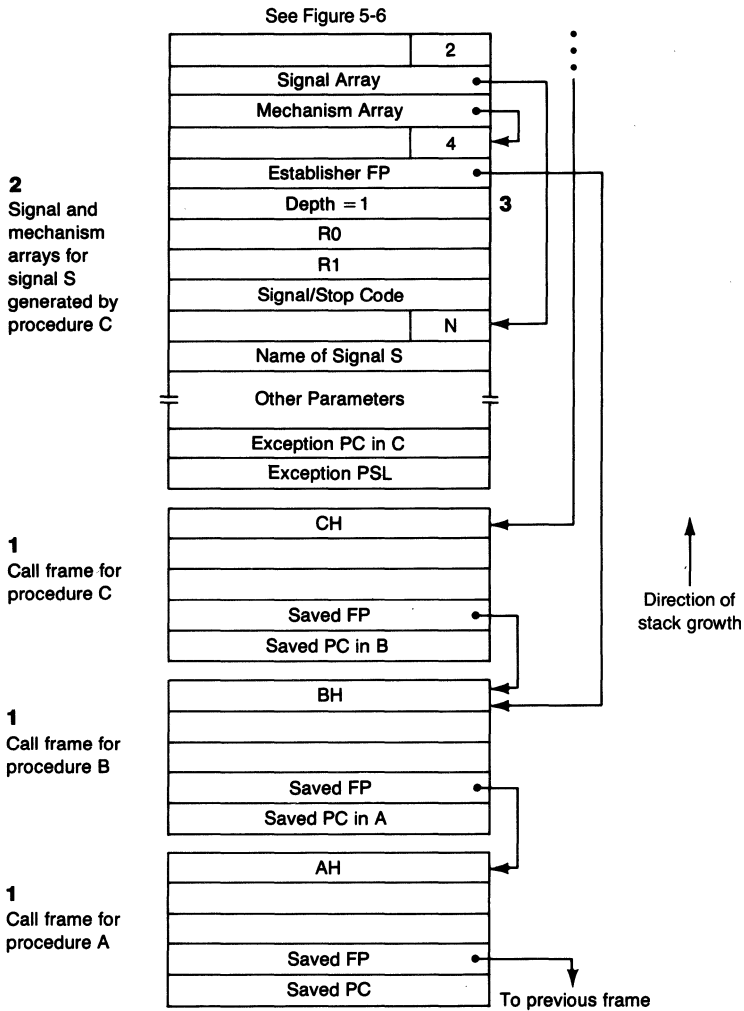 See Figure 5-6
2
Signal Array
Mechanism Array
4
Establisher FP
Depth = 1
3
R0
R1
Signal/Stop Code
N
Name of Signal S
Other Parameters
Exception PC in C
Exception PSL
2
Signal and
mechanism
arrays for
signal S
generated by
procedure C
CH
Saved FP
Saved PC in B
1
Call frame for
procedure C
Direction of
stack growth
BH
Saved FP
Saved PC in A
1
Call frame for
procedure B
AH
Saved FP
Saved PC
1
Call frame for
procedure A
To previous frame